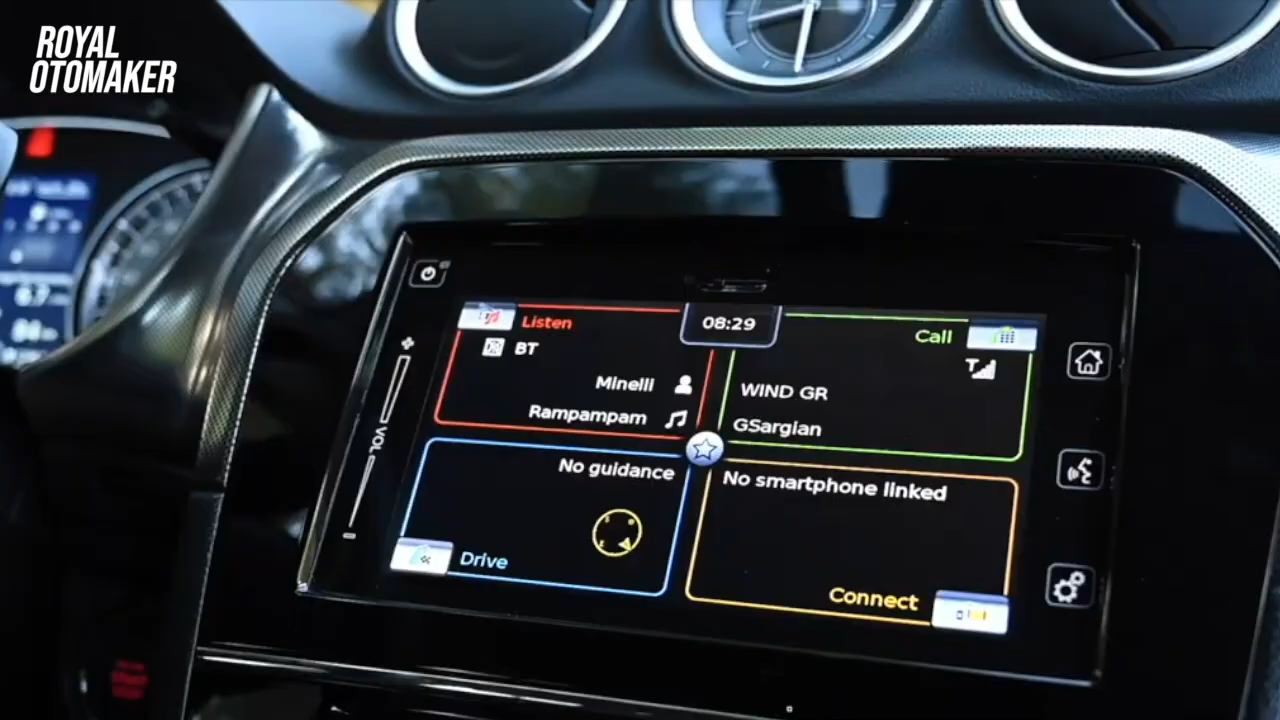 ROYAL
OTOMAKER
08:29
Listen
BT
Minelli
Rampampam
Call
WIND GR
GSargian
VOL
No guidance
Drive
No smartphone linked
Connect